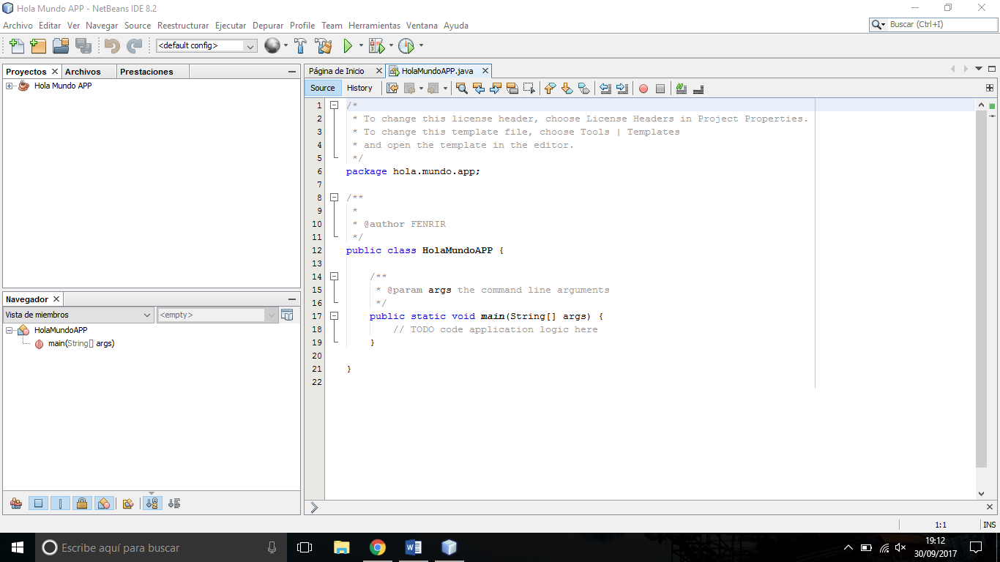 Hola Mundo APP - NetBeans IDE 8.2
Archivo Editar Ver Navegar Source Reestructurar Ejecutar Depurar Profile Team Herramientas Ventana Ayuda
Buscar (Ctrl+I)
<default config>
Proyectos Archivos Prestaciones
Hola Mundo APP
Navegador
Vista de miembros <empty>
HolaMundoAPP
main(String[] args)
Página de Inicio HolaMundoAPP.java
Source History
1 /*
2 * To change this license header, choose License Headers in Project Properties.
3 * To change this template file, choose Tools | Templates
4 * and open the template in the editor.
5 */
6 package hola.mundo.app;
7
8 /**
9 *
10 * @author FENRIR
11 */
12 public class HolaMundoAPP {
13
14 /**
15 * @param args the command line arguments
16 */
17 public static void main(String[] args) {
18 // TODO code application logic here
19 }
20
21 }
22
1:1 INS
Escribe aquí para buscar
19:12
30/09/2017